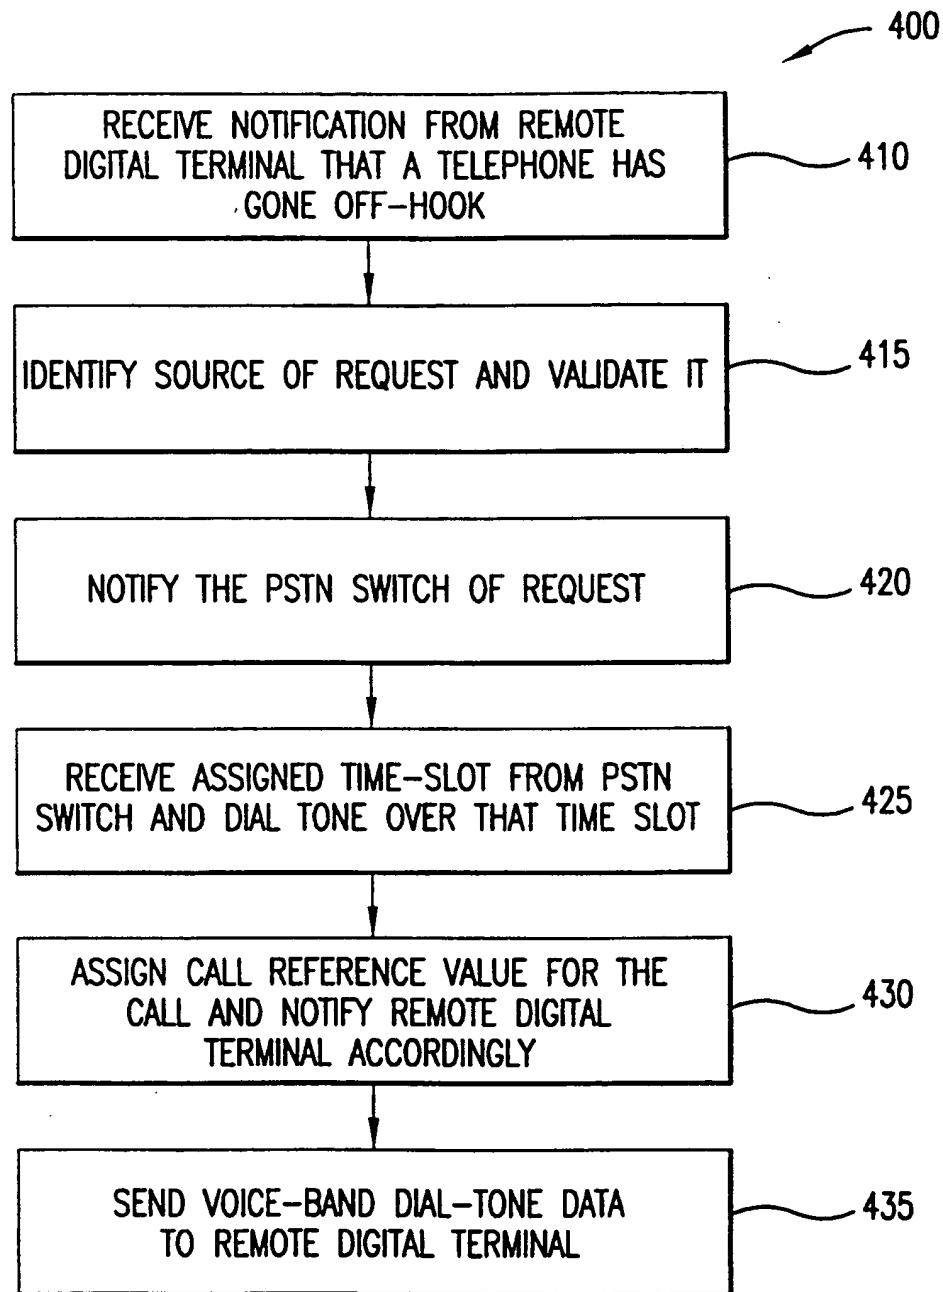 400
RECEIVE NOTIFICATION FROM REMOTE
DIGITAL TERMINAL THAT A TELEPHONE HAS
GONE OFF-HOOK
410
IDENTIFY SOURCE OF REQUEST AND VALIDATE IT
415
NOTIFY THE PSTN SWITCH OF REQUEST
420
RECEIVE ASSIGNED TIME-SLOT FROM PSTN
SWITCH AND DIAL TONE OVER THAT TIME SLOT
425
ASSIGN CALL REFERENCE VALUE FOR THE
CALL AND NOTIFY REMOTE DIGITAL
TERMINAL ACCORDINGLY
430
SEND VOICE-BAND DIAL-TONE DATA
TO REMOTE DIGITAL TERMINAL
435